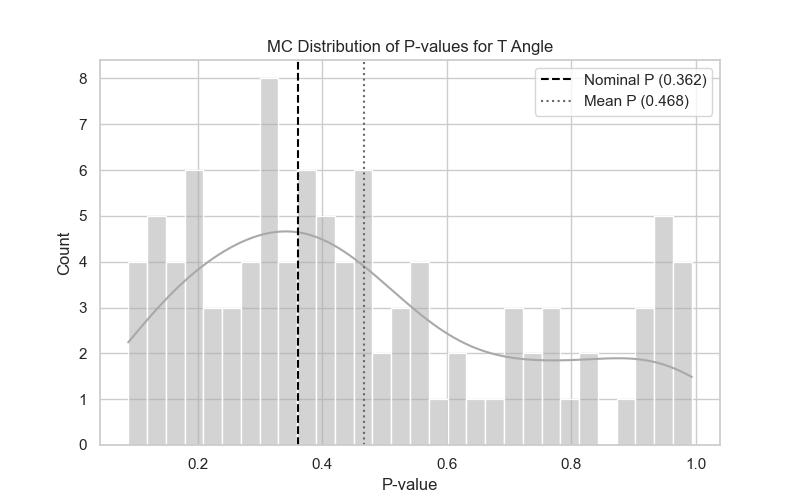 MC Distribution of P-values for T Angle
8
7
6
5
4
3
2
1
0
Count
Nominal P (0.362)
Mean P (0.468)
0.2
0.4
0.6
0.8
1.0
P-value